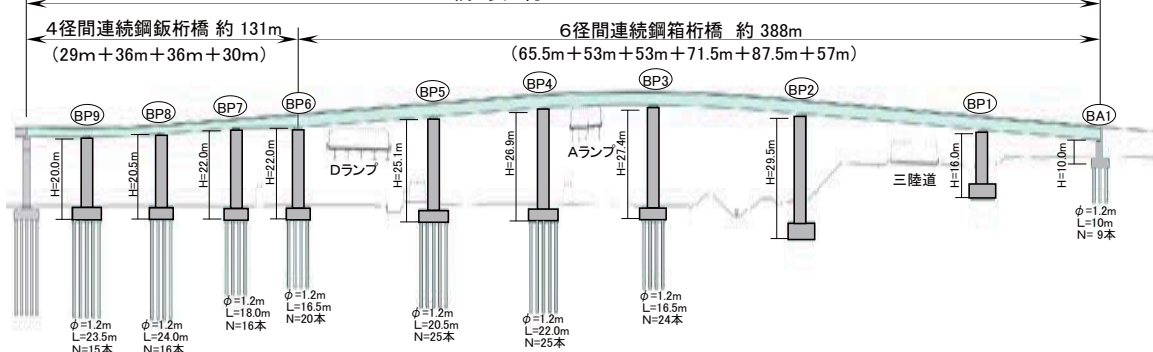 4径間連続鋼鈑桁橋 約 131m
(29m+36m+36m+30m)
6径間連続鋼箱桁橋 約 388m
(65.5m+53m+53m+71.5m+87.5m+57m)
BP9
BP8
BP7
BP6
BP5
BP4
BP3
BP2
BP1
BA1
H=20.0m
H=20.5m
H=22.0m
H=22.0m
Dランプ
H=25.1m
H=26.9m
Aランプ
H=27.4m
H=29.5m
三陸道
H=16.0m
H=10.0m
φ=1.2m
L=23.5m
N=15本
φ=1.2m
L=24.0m
N=16本
φ=1.2m
L=18.0m
N=16本
φ=1.2m
L=16.5m
N=20本
φ=1.2m
L=20.5m
N=25本
φ=1.2m
L=22.0m
N=25本
φ=1.2m
L=16.5m
N=24本
φ=1.2m
L=10m
N= 9本